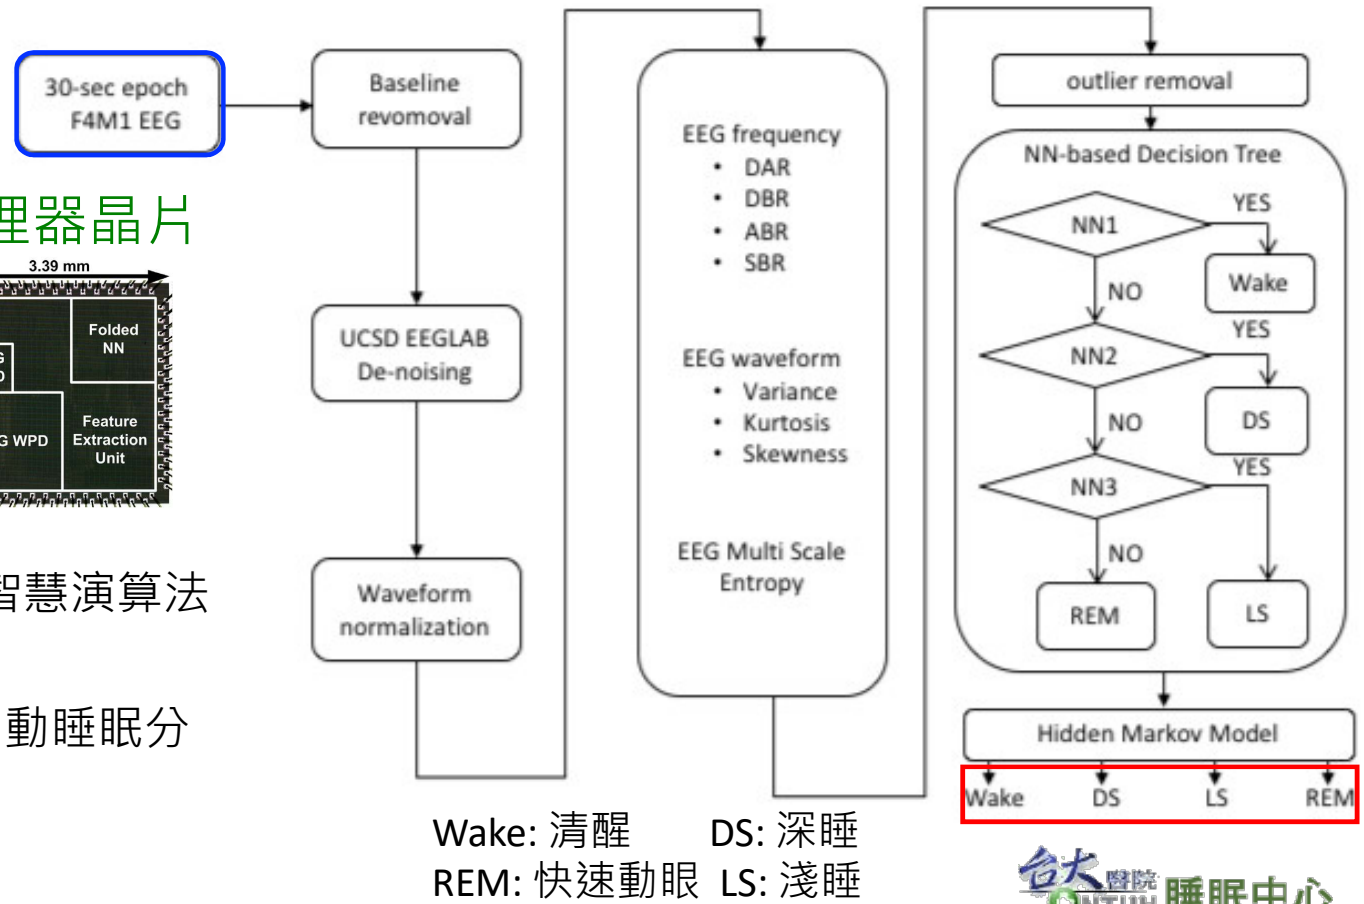 30-sec epoch
F4M1 EEG
理器晶片
3.39 mm
Folded
NN
G
D
G WPD
Feature
Extraction
Unit
智慧演算法
動睡眠分
Baseline
revomoval
UCSD EEGLAB
De-noising
Waveform
normalization
EEG frequency
• DAR
• DBR
• ABR
• SBR
EEG waveform
• Variance
• Kurtosis
• Skewness
EEG Multi Scale
Entropy
outlier removal
NN-based Decision Tree
NN1
YES
Wake
NO
NN2
YES
DS
NO
NN3
YES
LS
NO
REM
Hidden Markov Model
Wake DS LS REM
Wake: 清醒 DS: 深睡
REM: 快速動眼 LS: 淺睡
台大醫院
NTUH
睡眠中心